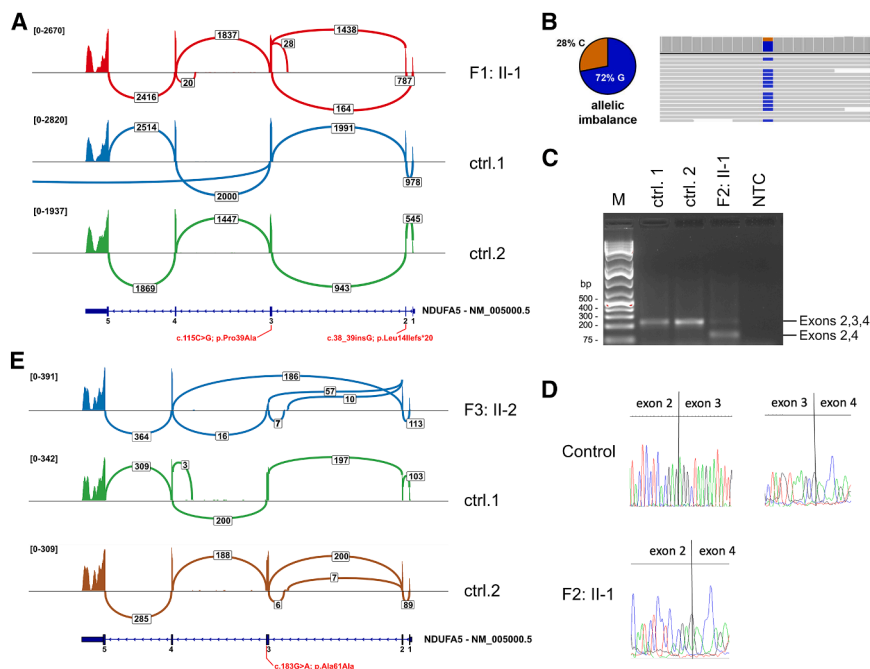 A
[0-2670]
1837
1438
28
F1: II-1
20
787
2416
164
[0-2820]
2514
1991
ctrl.1
978
2000
[0-1937]
1447
545
ctrl.2
1869
943
NDUFA5 - NM_005000.5
5 4 3 2 1
c.115C>G; p.Pro39Ala
c.38_39insG; p.Leu14Ilefs*20
B
28% C
72% G
allelic
imbalance
C
M
ctrl. 1
ctrl. 2
F2: II-1
NTC
bp
500 -
400 -
300 -
200 -
75 -
Exons 2,3,4
Exons 2,4
D
exon 2 exon 3
exon 3 exon 4
Control
exon 2 exon 4
F2: II-1
E
[0-391]
186
57
10
F3: II-2
364
16
7
113
[0-342]
309
3
197
103
ctrl.1
200
[0-309]
188
200
7
ctrl.2
285
6
89
NDUFA5 - NM_005000.5
5 4 3 2 1
c.183G>A; p.Ala61Ala